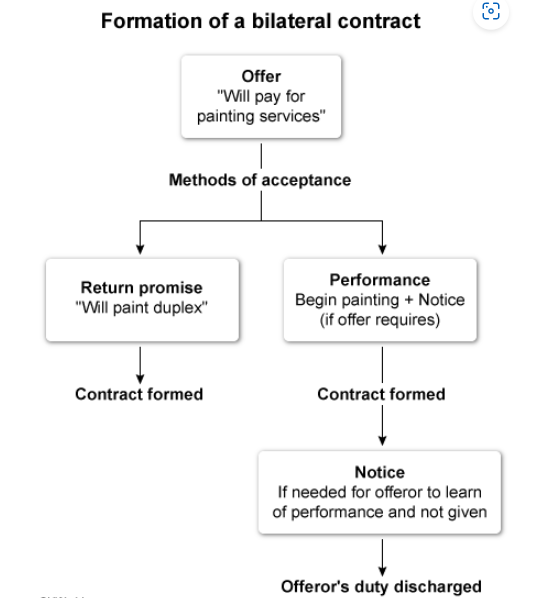 Formation of a bilateral contract
Offer
"Will pay for
painting services"
Methods of acceptance
Return promise
"Will paint duplex"
Contract formed
Performance
Begin painting + Notice
(if offer requires)
Contract formed
Notice
If needed for offeror to learn
of performance and not given
Offeror's duty discharged